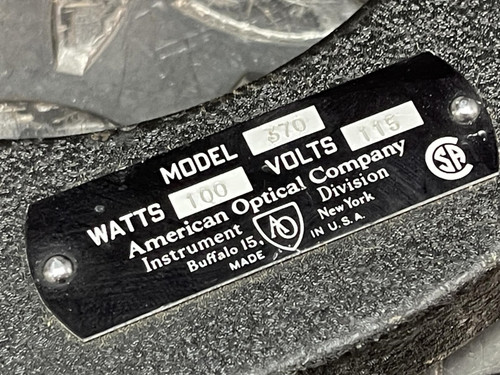 MODEL 370 VOLTS 115
WATTS 100
American Optical Company
Instrument Division
Buffalo 15, New York
MADE IN U.S.A.
AO
CSA